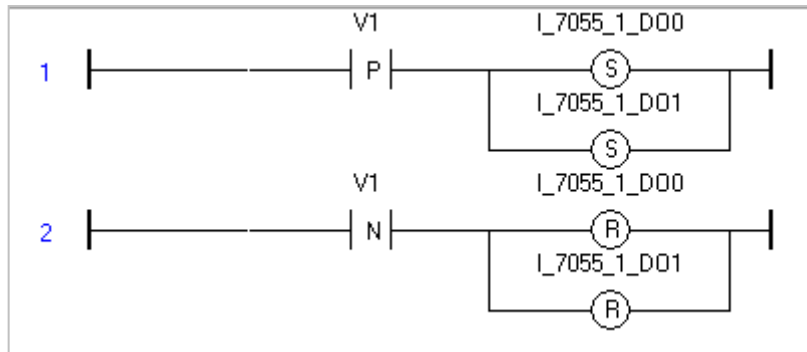 V1 I_7055_1_DO0
1 P S
I_7055_1_DO1
S
V1 I_7055_1_DO0
2 N R
I_7055_1_DO1
R